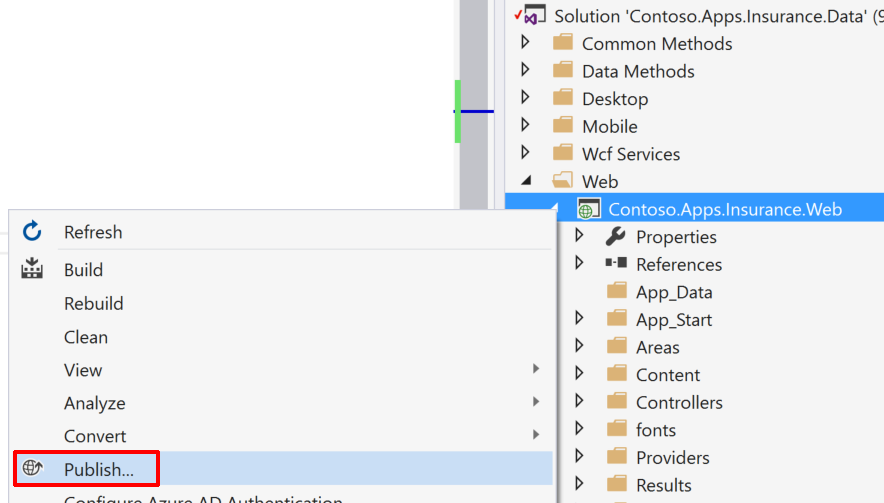 Solution 'Contoso.Apps.Insurance.Data' (9
Common Methods
Data Methods
Desktop
Mobile
Wcf Services
Web
Contoso.Apps.Insurance.Web
Properties
References
App_Data
App_Start
Areas
Content
Controllers
fonts
Providers
Results
Refresh
Build
Rebuild
Clean
View
Analyze
Convert
Publish...
Configure Azure AD Authentication